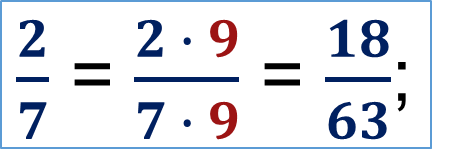 2/7 = 2 · 9/7 · 9 = 18/63;